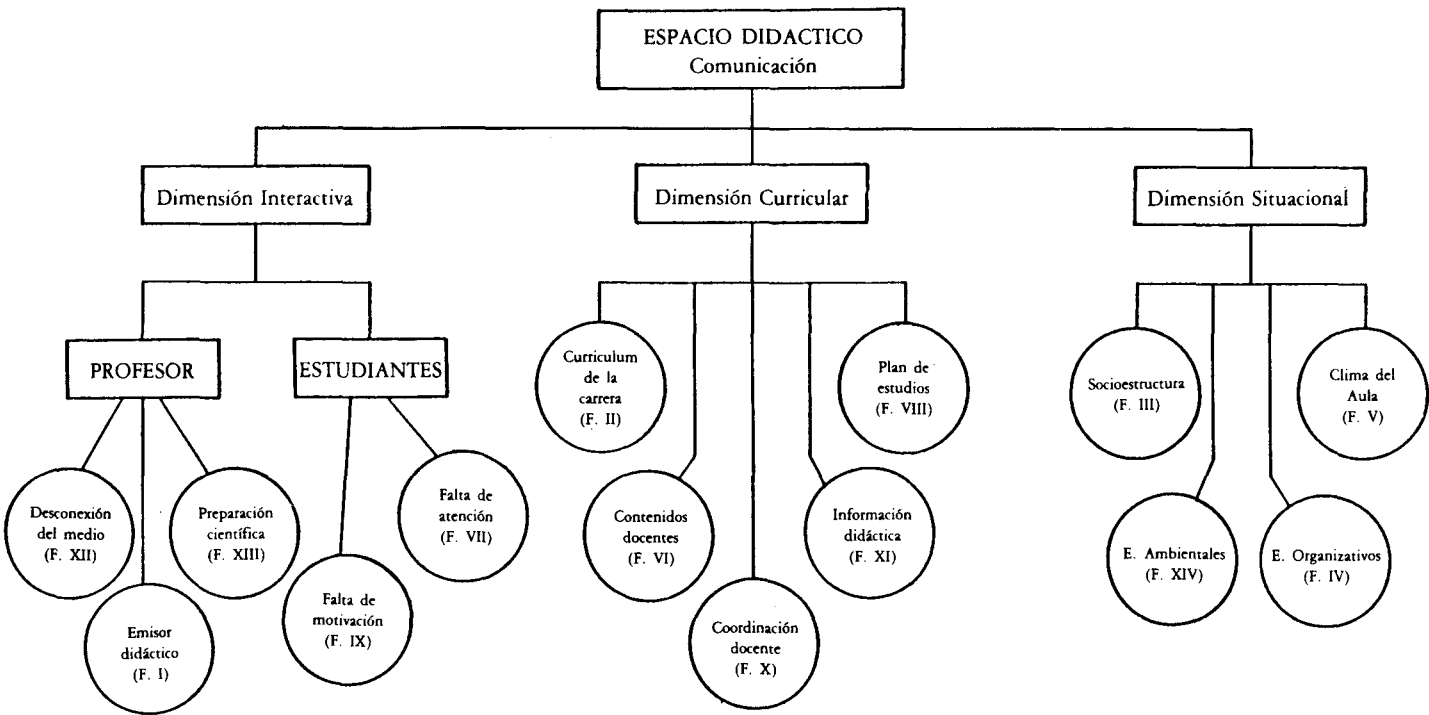 ESPACIO DIDACTICO
Comunicación
Dimensión Interactiva
Dimensión Curricular
Dimensión Situacional
PROFESOR
ESTUDIANTES
Desconexión
del medio
(F. XII)
Emisor
didáctico
(F. I)
Preparación
científica
(F. XIII)
Falta de
motivación
(F. IX)
Falta de
atención
(F. VII)
Curriculum
de la
carrera
(F. II)
Contenidos
docentes
(F. VI)
Coordinación
docente
(F. X)
Información
didáctica
(F. XI)
Plan de
estudios
(F. VIII)
Socioestructura
(F. III)
E. Ambientales
(F. XIV)
E. Organizativos
(F. IV)
Clima del
Aula
(F. V)